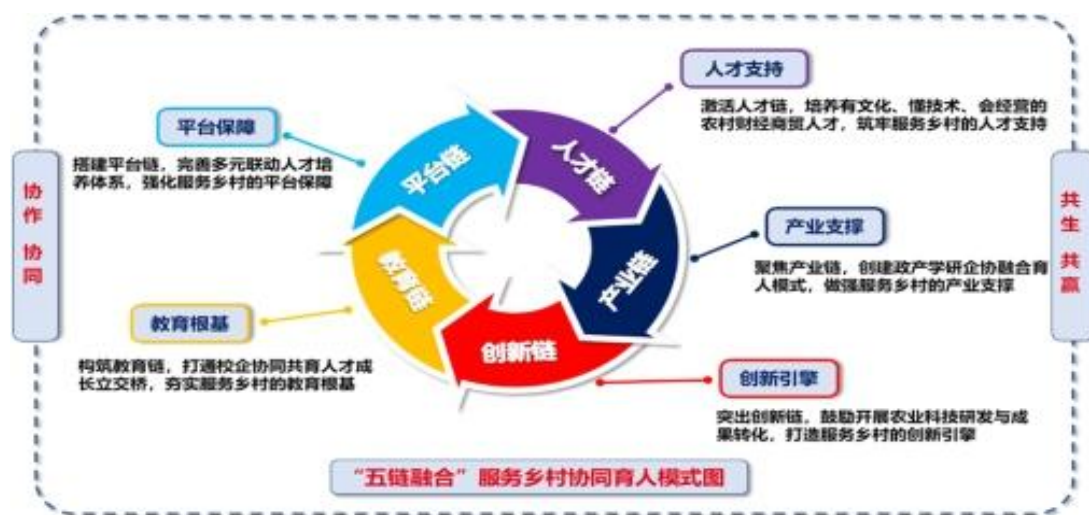 人才支持
激活人才链，培养有文化、懂技术、会经营的
农村财经商贸人才，筑牢服务乡村的人才支持
平台保障
搭建平台链，完善多元联动人才培
养体系，强化服务乡村的平台保障
协作 协同
共生 共赢
平台链
人才链
产业链
创新链
教育链
产业支撑
聚焦产业链，创建政产学研企协融合育
人模式，做强服务乡村的产业支撑
教育根基
构筑教育链，打通校企协同共育人才成
长立交桥，夯实服务乡村的教育根基
创新引擎
突出创新链，鼓励开展农业科技研发与成
果转化，打造服务乡村的创新引擎
“五链融合”服务乡村协同育人模式图